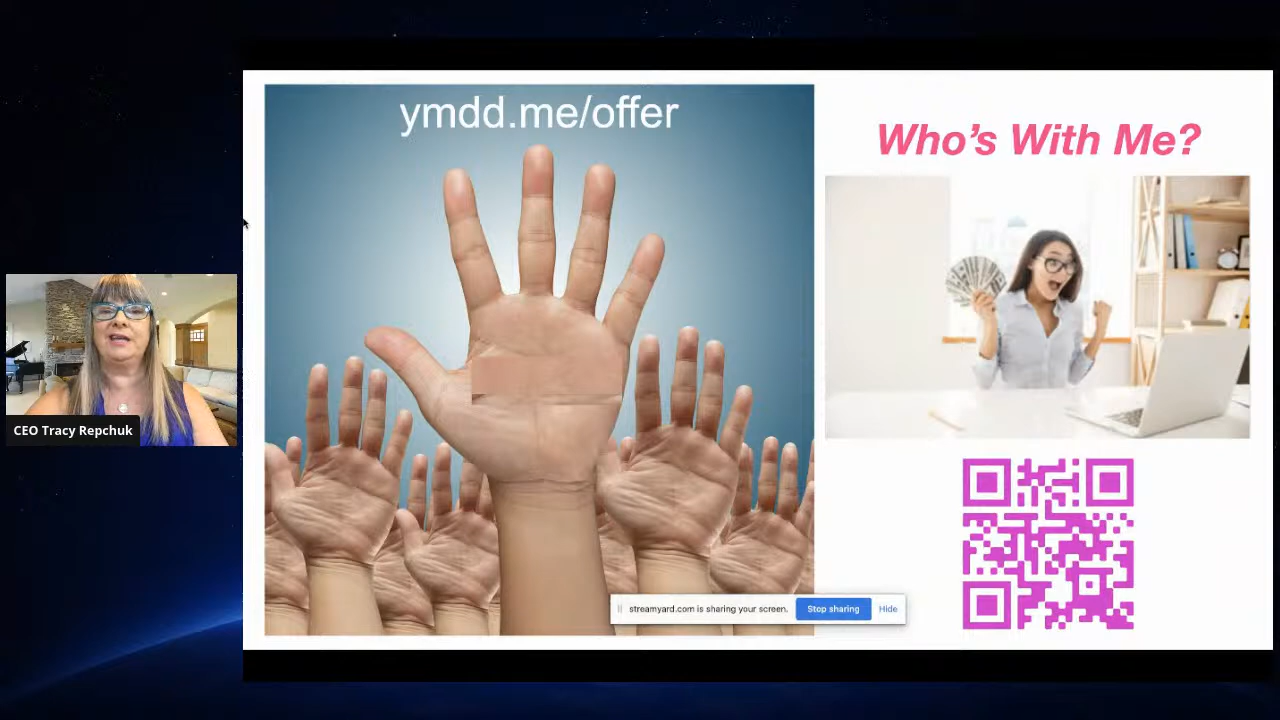 ymdd.me/offer
Who's With Me?
CEO Tracy Repchuk
streamyard.com is sharing your screen. Stop sharing Hide